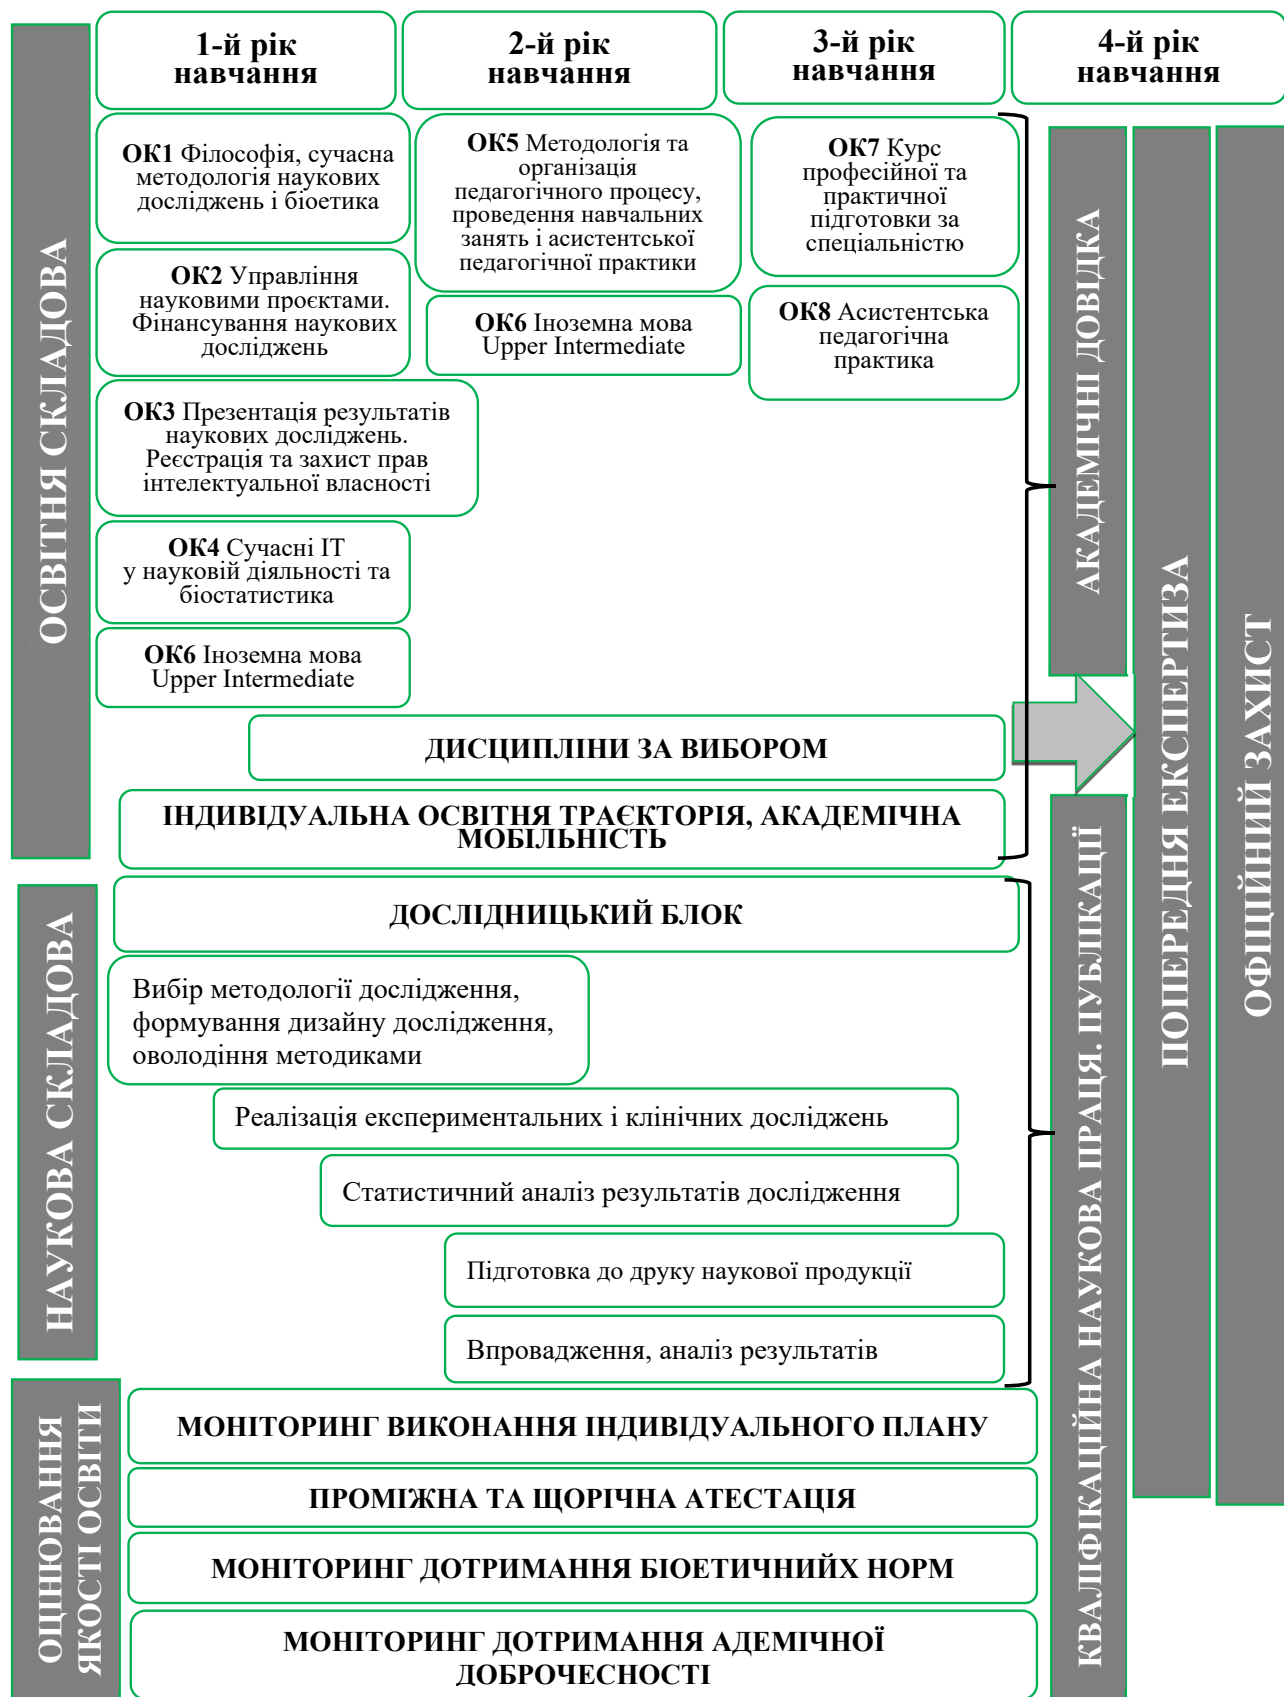 1-й рік
навчання
2-й рік
навчання
3-й рік
навчання
4-й рік
навчання
ОСВІТНЯ СКЛАДОВА
ОК1 Філософія, сучасна
методологія наукових
досліджень і біоетика
ОК2 Управління
науковими проєктами.
Фінансування наукових
досліджень
ОК3 Презентація результатів
наукових досліджень.
Реєстрація та захист прав
інтелектуальної власності
ОК4 Сучасні ІТ
у науковій діяльності та
біостатистика
ОК6 Іноземна мова
Upper Intermediate
ОК5 Методологія та
організація
педагогічного процесу,
проведення навчальних
занять і асистентської
педагогічної практики
ОК6 Іноземна мова
Upper Intermediate
ОК7 Курс
професійної та
практичної
підготовки за
спеціальністю
ОК8 Асистентська
педагогічна
практика
ДИСЦИПЛІНИ ЗА ВИБОРОМ
ІНДИВІДУАЛЬНА ОСВІТНЯ ТРАЄКТОРІЯ, АКАДЕМІЧНА
МОБІЛЬНІСТЬ
АКАДЕМІЧНІ ДОВІДКА
ПОПЕРЕДНЯ ЕКСПЕРТИЗА
ОФІЦІЙНИЙ ЗАХИСТ
НАУКОВА СКЛАДОВА
ДОСЛІДНИЦЬКИЙ БЛОК
Вибір методології дослідження,
формування дизайну дослідження,
оволодіння методиками
Реалізація експериментальних і клінічних досліджень
Статистичний аналіз результатів дослідження
Підготовка до друку наукової продукції
Впровадження, аналіз результатів
КВАЛІФІКАЦІЙНА НАУКОВА ПРАЦЯ. ПУБЛІКАЦІЇ
ОЦІНЮВАННЯ
ЯКОСТІ ОСВІТИ
МОНІТОРИНГ ВИКОНАННЯ ІНДИВІДУАЛЬНОГО ПЛАНУ
ПРОМІЖНА ТА ЩОРІЧНА АТЕСТАЦІЯ
МОНІТОРИНГ ДОТРИМАННЯ БІОЕТИЧНИЙХ НОРМ
МОНІТОРИНГ ДОТРИМАННЯ АДЕМІЧНОЇ
ДОБРОЧЕСНОСТІ